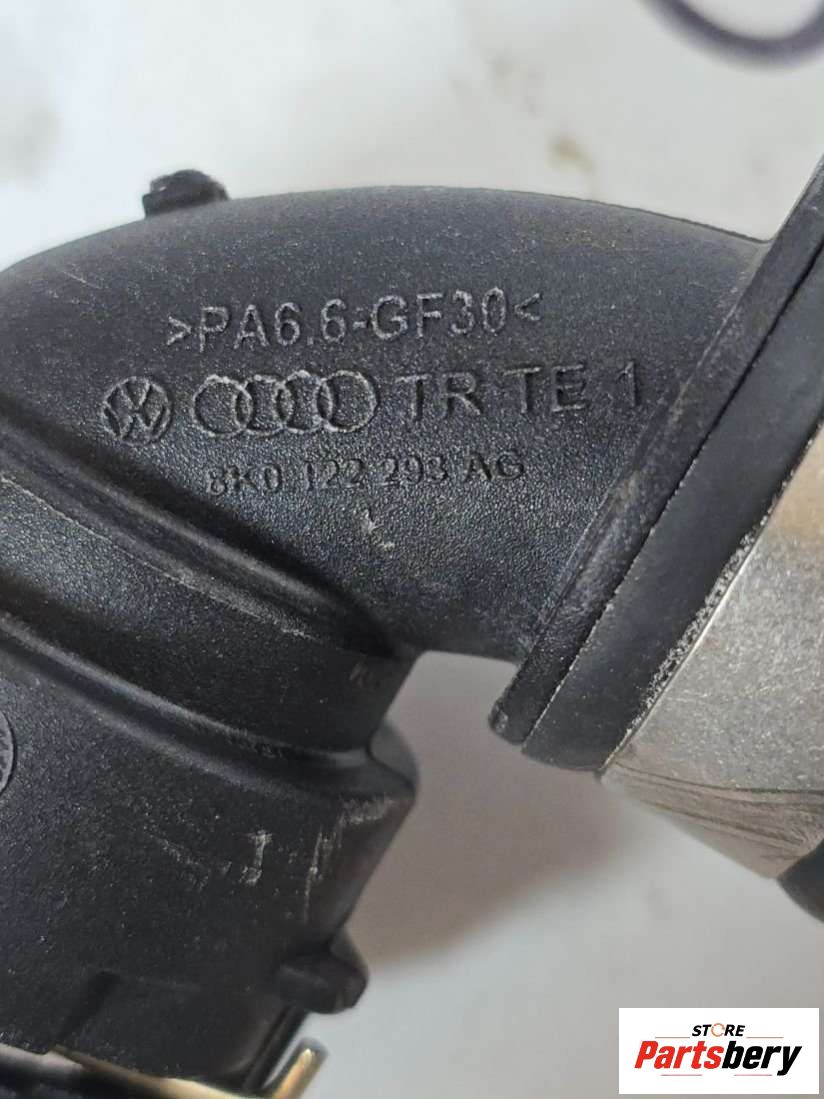 >PA6.6-GF30<
TR TE 1
8K0 122 293 AG
STORE
Partsbery